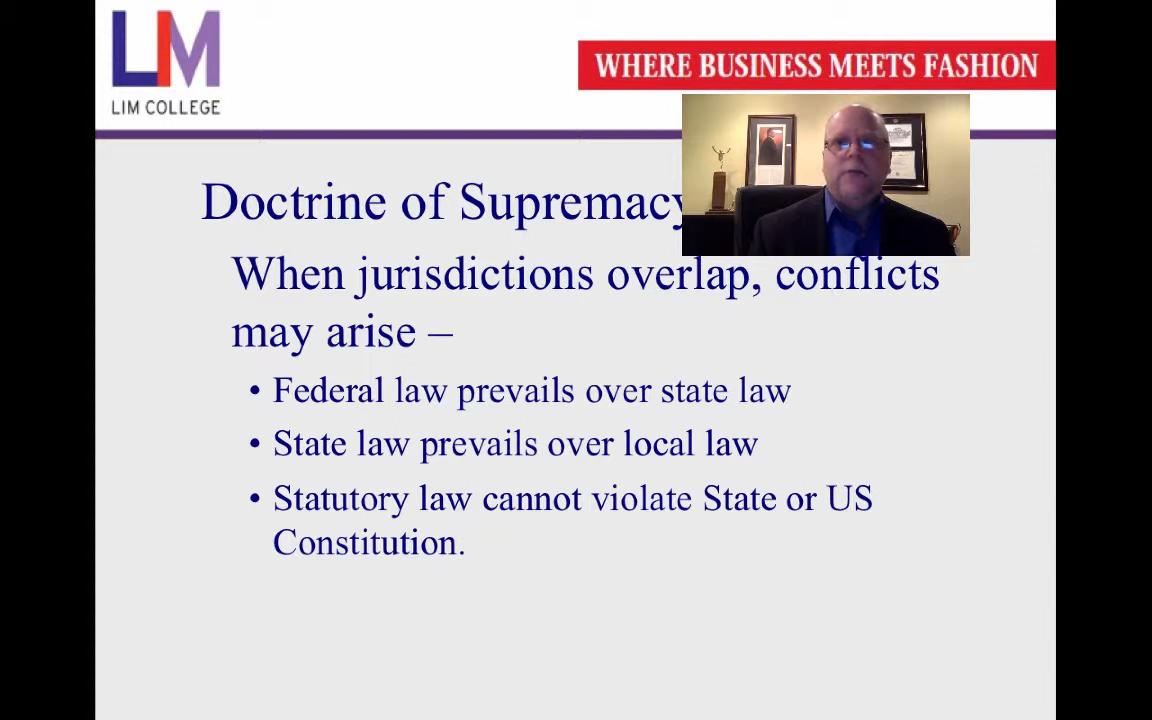 LIM
LIM COLLEGE
WHERE BUSINESS MEETS FASHION
Doctrine of Supremacy
When jurisdictions overlap, conflicts
may arise –
• Federal law prevails over state law
• State law prevails over local law
• Statutory law cannot violate State or US
Constitution.